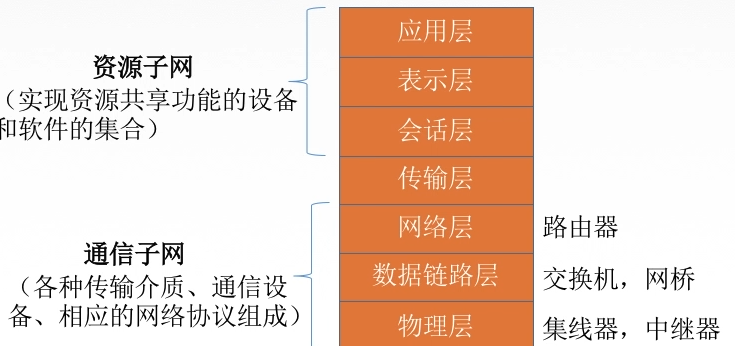 资源子网
（实现资源共享功能的设备
和软件的集合）
通信子网
（各种传输介质、通信设
备、相应的网络协议组成）
应用层
表示层
会话层
传输层
网络层
数据链路层
物理层
路由器
交换机，网桥
集线器，中继器